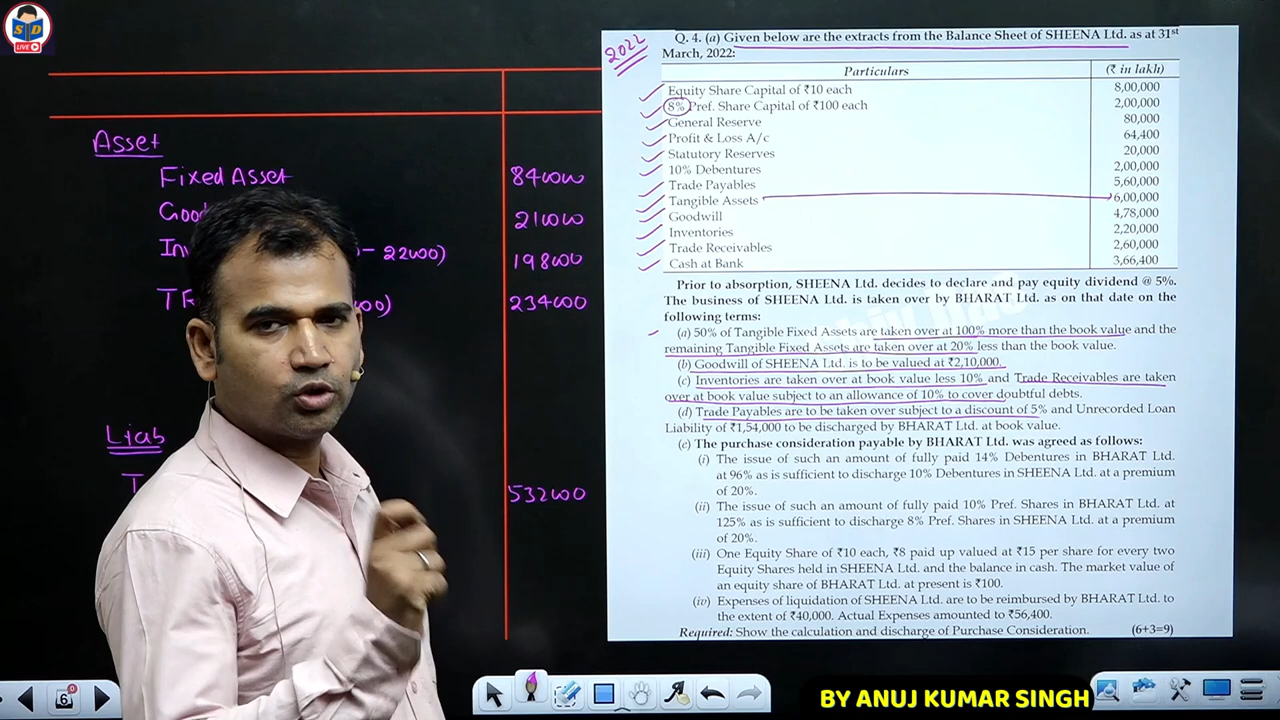 S D
LIVE
Asset
Fixed Asset 840000
210000
22000) 198000
234000
Liab
532000
2022
Q. 4. (a) Given below are the extracts from the Balance Sheet of SHEENA Ltd. as at 31st
March, 2022:
Particulars (₹ in lakh)
Equity Share Capital of ₹10 each 8,00,000
8% Pref. Share Capital of ₹100 each 2,00,000
General Reserve 80,000
Profit & Loss A/c 64,400
Statutory Reserves 20,000
10% Debentures 2,00,000
Trade Payables 5,60,000
Tangible Assets 6,00,000
Goodwill 4,78,000
Inventories 2,20,000
Trade Receivables 2,60,000
Cash at Bank 3,66,400
Prior to absorption, SHEENA Ltd. decides to declare and pay equity dividend @ 5%.
The business of SHEENA Ltd. is taken over by BHARAT Ltd. as on that date on the
following terms:
(a) 50% of Tangible Fixed Assets are taken over at 100% more than the book value and the
remaining Tangible Fixed Assets are taken over at 20% less than the book value.
(b) Goodwill of SHEENA Ltd. is to be valued at ₹2,10,000.
(c) Inventories are taken over at book value less 10% and Trade Receivables are taken
over at book value subject to an allowance of 10% to cover doubtful debts.
(d) Trade Payables are to be taken over subject to a discount of 5% and Unrecorded Loan
Liability of ₹1,54,000 to be discharged by BHARAT Ltd. at book value.
(e) The purchase consideration payable by BHARAT Ltd. was agreed as follows:
(i) The issue of such an amount of fully paid 14% Debentures in BHARAT Ltd.
at 96% as is sufficient to discharge 10% Debentures in SHEENA Ltd. at a premium
of 20%.
(ii) The issue of such an amount of fully paid 10% Pref. Shares in BHARAT Ltd. at
125% as is sufficient to discharge 8% Pref. Shares in SHEENA Ltd. at a premium
of 20%.
(iii) One Equity Share of ₹10 each, ₹8 paid up valued at ₹15 per share for every two
Equity Shares held in SHEENA Ltd. and the balance in cash. The market value of
an equity share of BHARAT Ltd. at present is ₹100.
(iv) Expenses of liquidation of SHEENA Ltd. are to be reimbursed by BHARAT Ltd. to
the extent of ₹40,000. Actual Expenses amounted to ₹56,400.
Required: Show the calculation and discharge of Purchase Consideration. (6+3=9)
6
BY ANUJ KUMAR SINGH